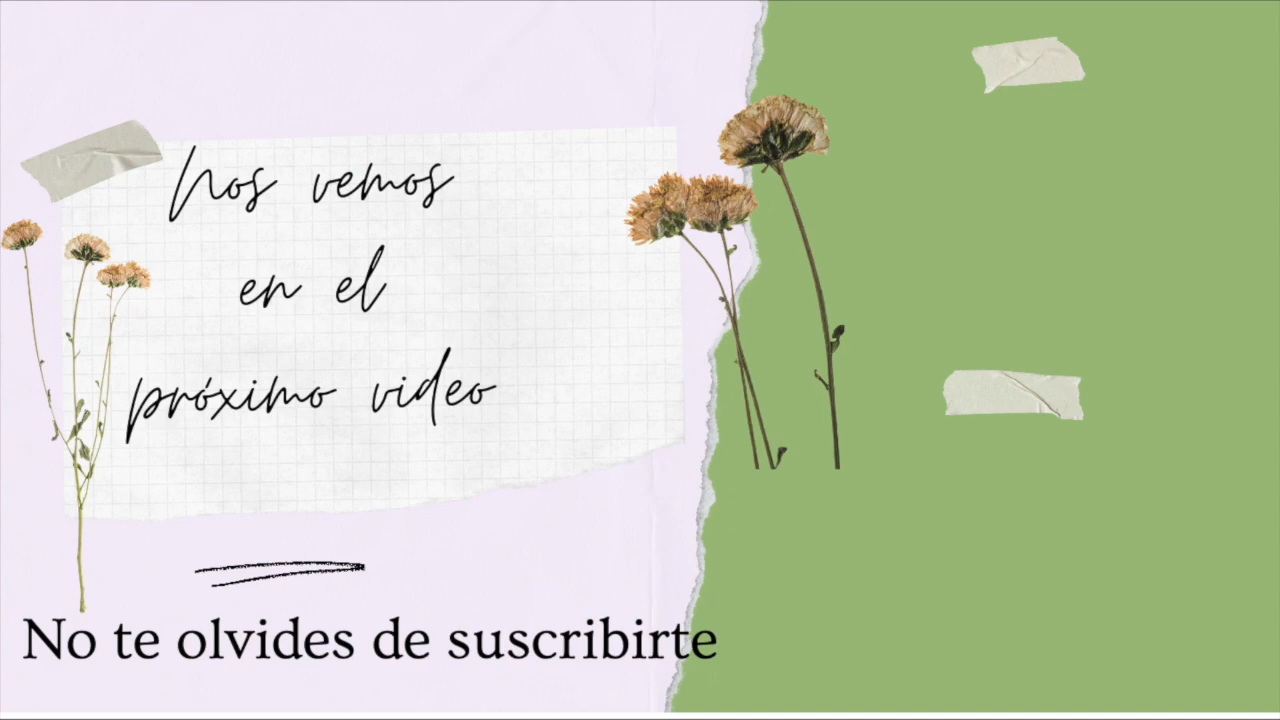 Nos vemos
en el
próximo video
No te olvides de suscribirte